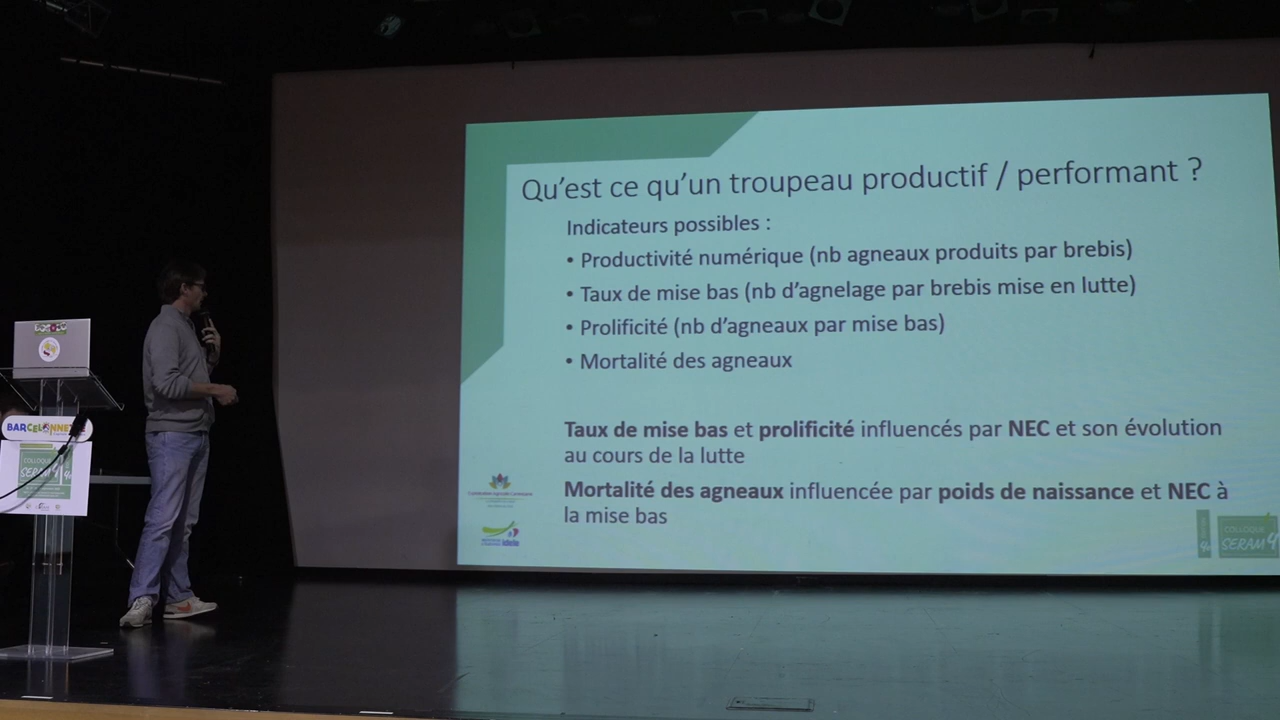 Qu'est ce qu'un troupeau productif / performant ?
Indicateurs possibles :
• Productivité numérique (nb agneaux produits par brebis)
• Taux de mise bas (nb d'agnelage par brebis mise en lutte)
• Prolificité (nb d'agneaux par mise bas)
• Mortalité des agneaux
Taux de mise bas et prolificité influencés par NEC et son évolution
au cours de la lutte
Mortalité des agneaux influencée par poids de naissance et NEC à
la mise bas
COLLOQUE
SERAM
BARCELONNETTE
COLLOQUE
SERAM